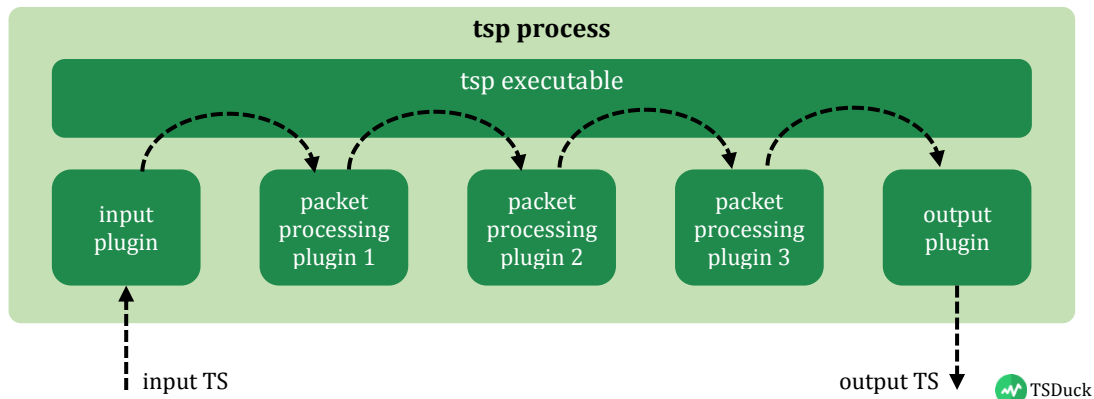 tsp process
tsp executable
input
plugin
packet
processing
plugin 1
packet
processing
plugin 2
packet
processing
plugin 3
output
plugin
input TS
output TS
TSDuck